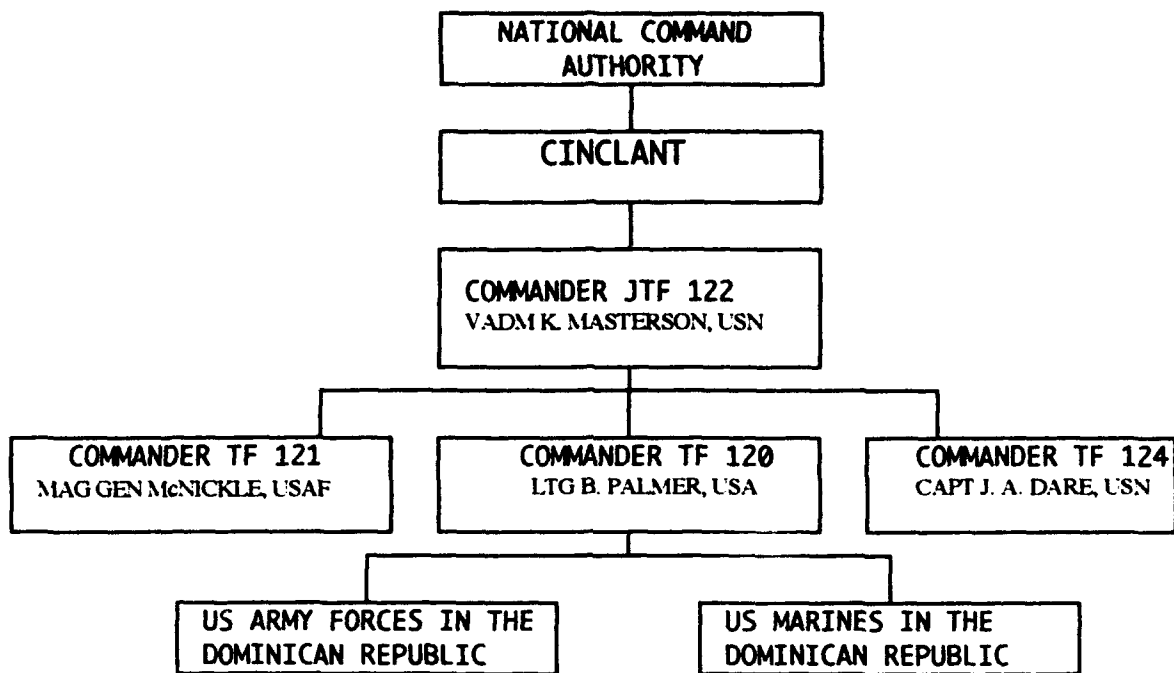 NATIONAL COMMAND
AUTHORITY
CINCLANT
COMMANDER JTF 122
VADM K. MASTERSON, USN
COMMANDER TF 121
MAG GEN McNICKLE, USAF
COMMANDER TF 120
LTG B. PALMER, USA
COMMANDER TF 124
CAPT J. A. DARE, USN
US ARMY FORCES IN THE
DOMINICAN REPUBLIC
US MARINES IN THE
DOMINICAN REPUBLIC